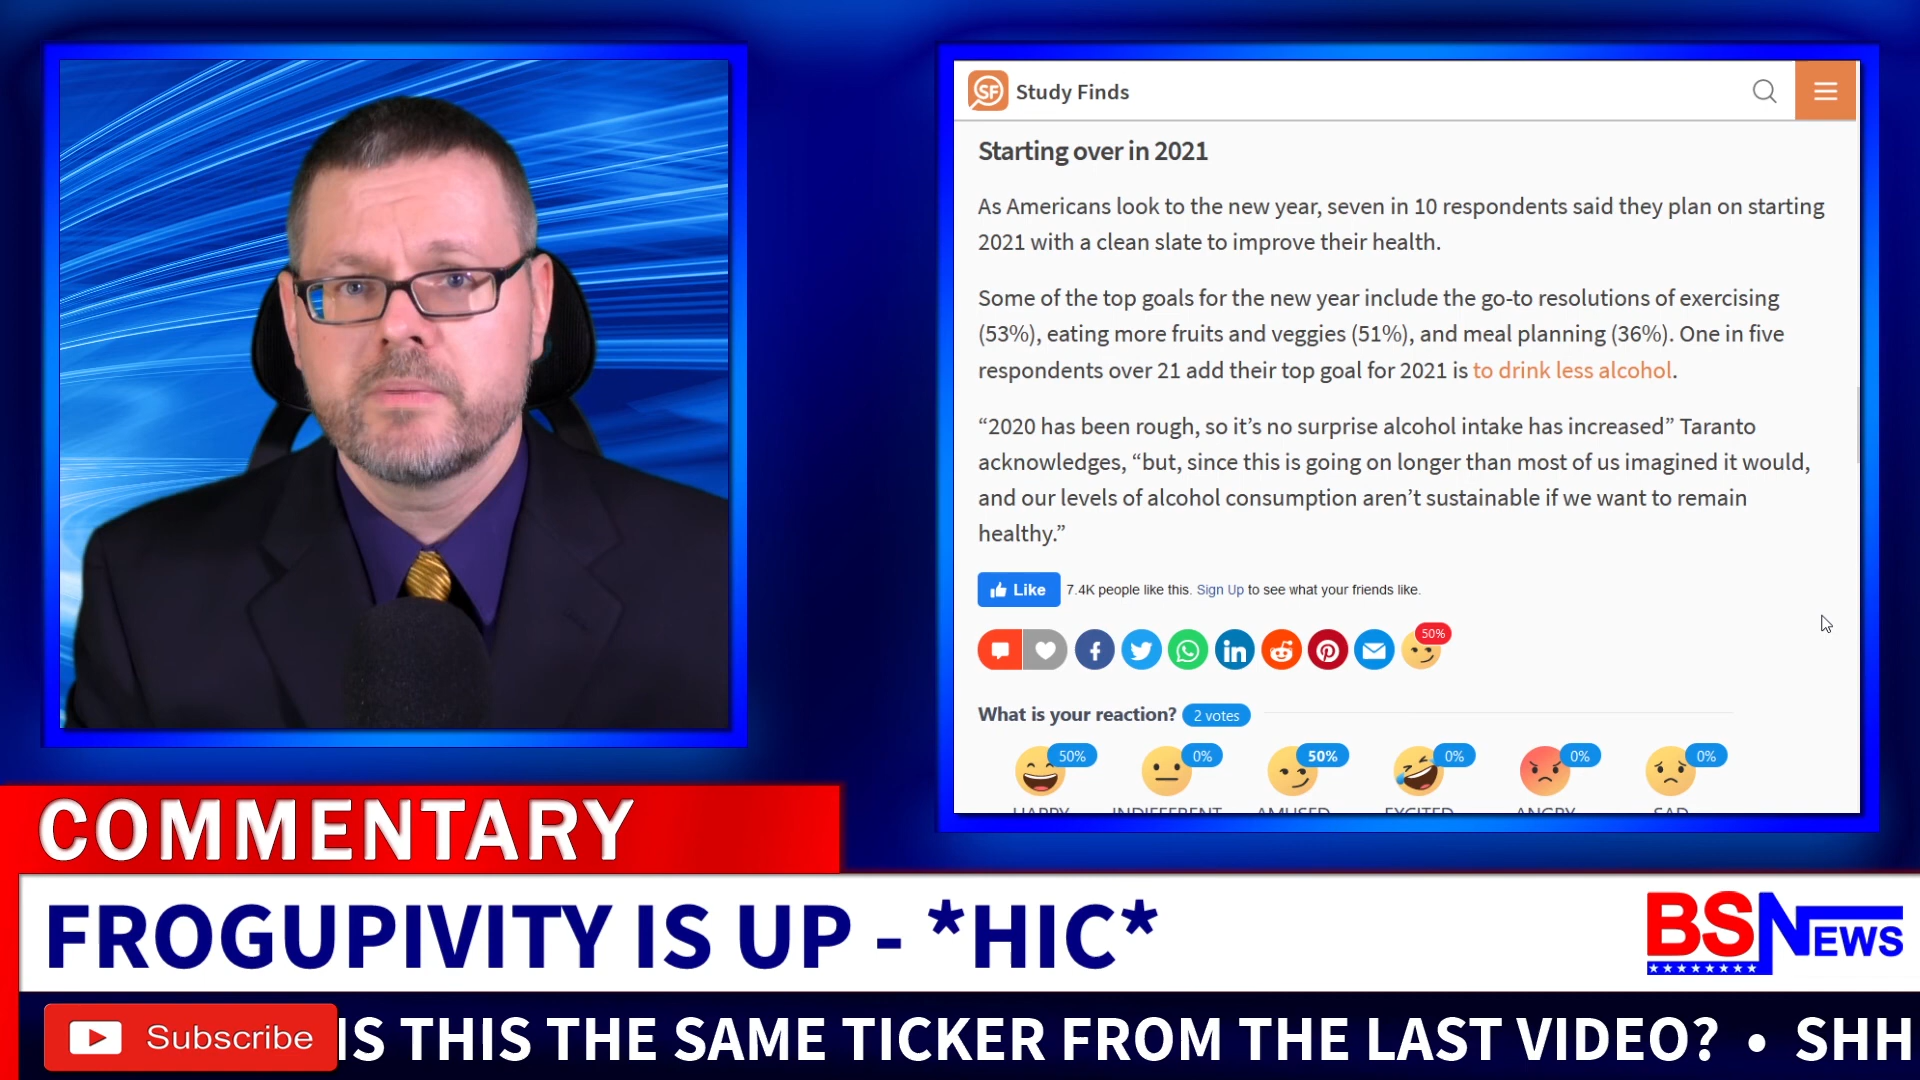 SF Study Finds
Starting over in 2021
As Americans look to the new year, seven in 10 respondents said they plan on starting
2021 with a clean slate to improve their health.
Some of the top goals for the new year include the go-to resolutions of exercising
(53%), eating more fruits and veggies (51%), and meal planning (36%). One in five
respondents over 21 add their top goal for 2021 is to drink less alcohol.
“2020 has been rough, so it’s no surprise alcohol intake has increased” Taranto
acknowledges, “but, since this is going on longer than most of us imagined it would,
and our levels of alcohol consumption aren’t sustainable if we want to remain
healthy.”
Like 7.4K people like this. Sign Up to see what your friends like.
50%
What is your reaction? 2 votes
50% 0% 50% 0% 0% 0%
HAPPY INDIFFERENT AMUSED EXCITED ANGRY SAD
COMMENTARY
FROGUPIVITY IS UP - *HIC*
BSNEWS
Subscribe
IS THIS THE SAME TICKER FROM THE LAST VIDEO? • SHH